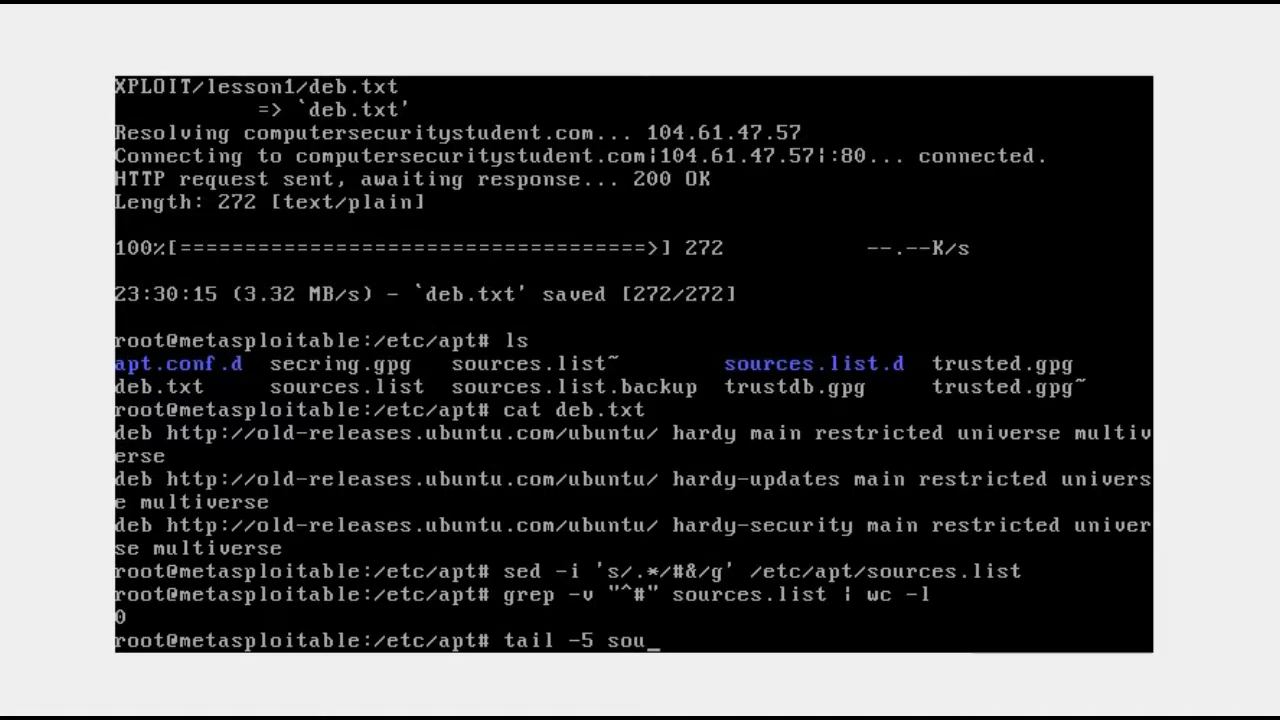 XPLOIT/lesson1/deb.txt
=> `deb.txt'
Resolving computersecuritystudent.com... 104.61.47.57
Connecting to computersecuritystudent.com|104.61.47.57|:80... connected.
HTTP request sent, awaiting response... 200 OK
Length: 272 [text/plain]
100%[====================================>] 272 --.--K/s
23:30:15 (3.32 MB/s) - `deb.txt' saved [272/272]
root@metasploitable:/etc/apt# ls
apt.conf.d secring.gpg sources.list~ sources.list.d trusted.gpg
deb.txt sources.list sources.list.backup trustdb.gpg trusted.gpg~
root@metasploitable:/etc/apt# cat deb.txt
deb http://old-releases.ubuntu.com/ubuntu/ hardy main restricted universe multiv
erse
deb http://old-releases.ubuntu.com/ubuntu/ hardy-updates main restricted univers
e multiverse
deb http://old-releases.ubuntu.com/ubuntu/ hardy-security main restricted univer
se multiverse
root@metasploitable:/etc/apt# sed -i 's/.*/#&/g' /etc/apt/sources.list
root@metasploitable:/etc/apt# grep -v "^#" sources.list | wc -l
0
root@metasploitable:/etc/apt# tail -5 sou_